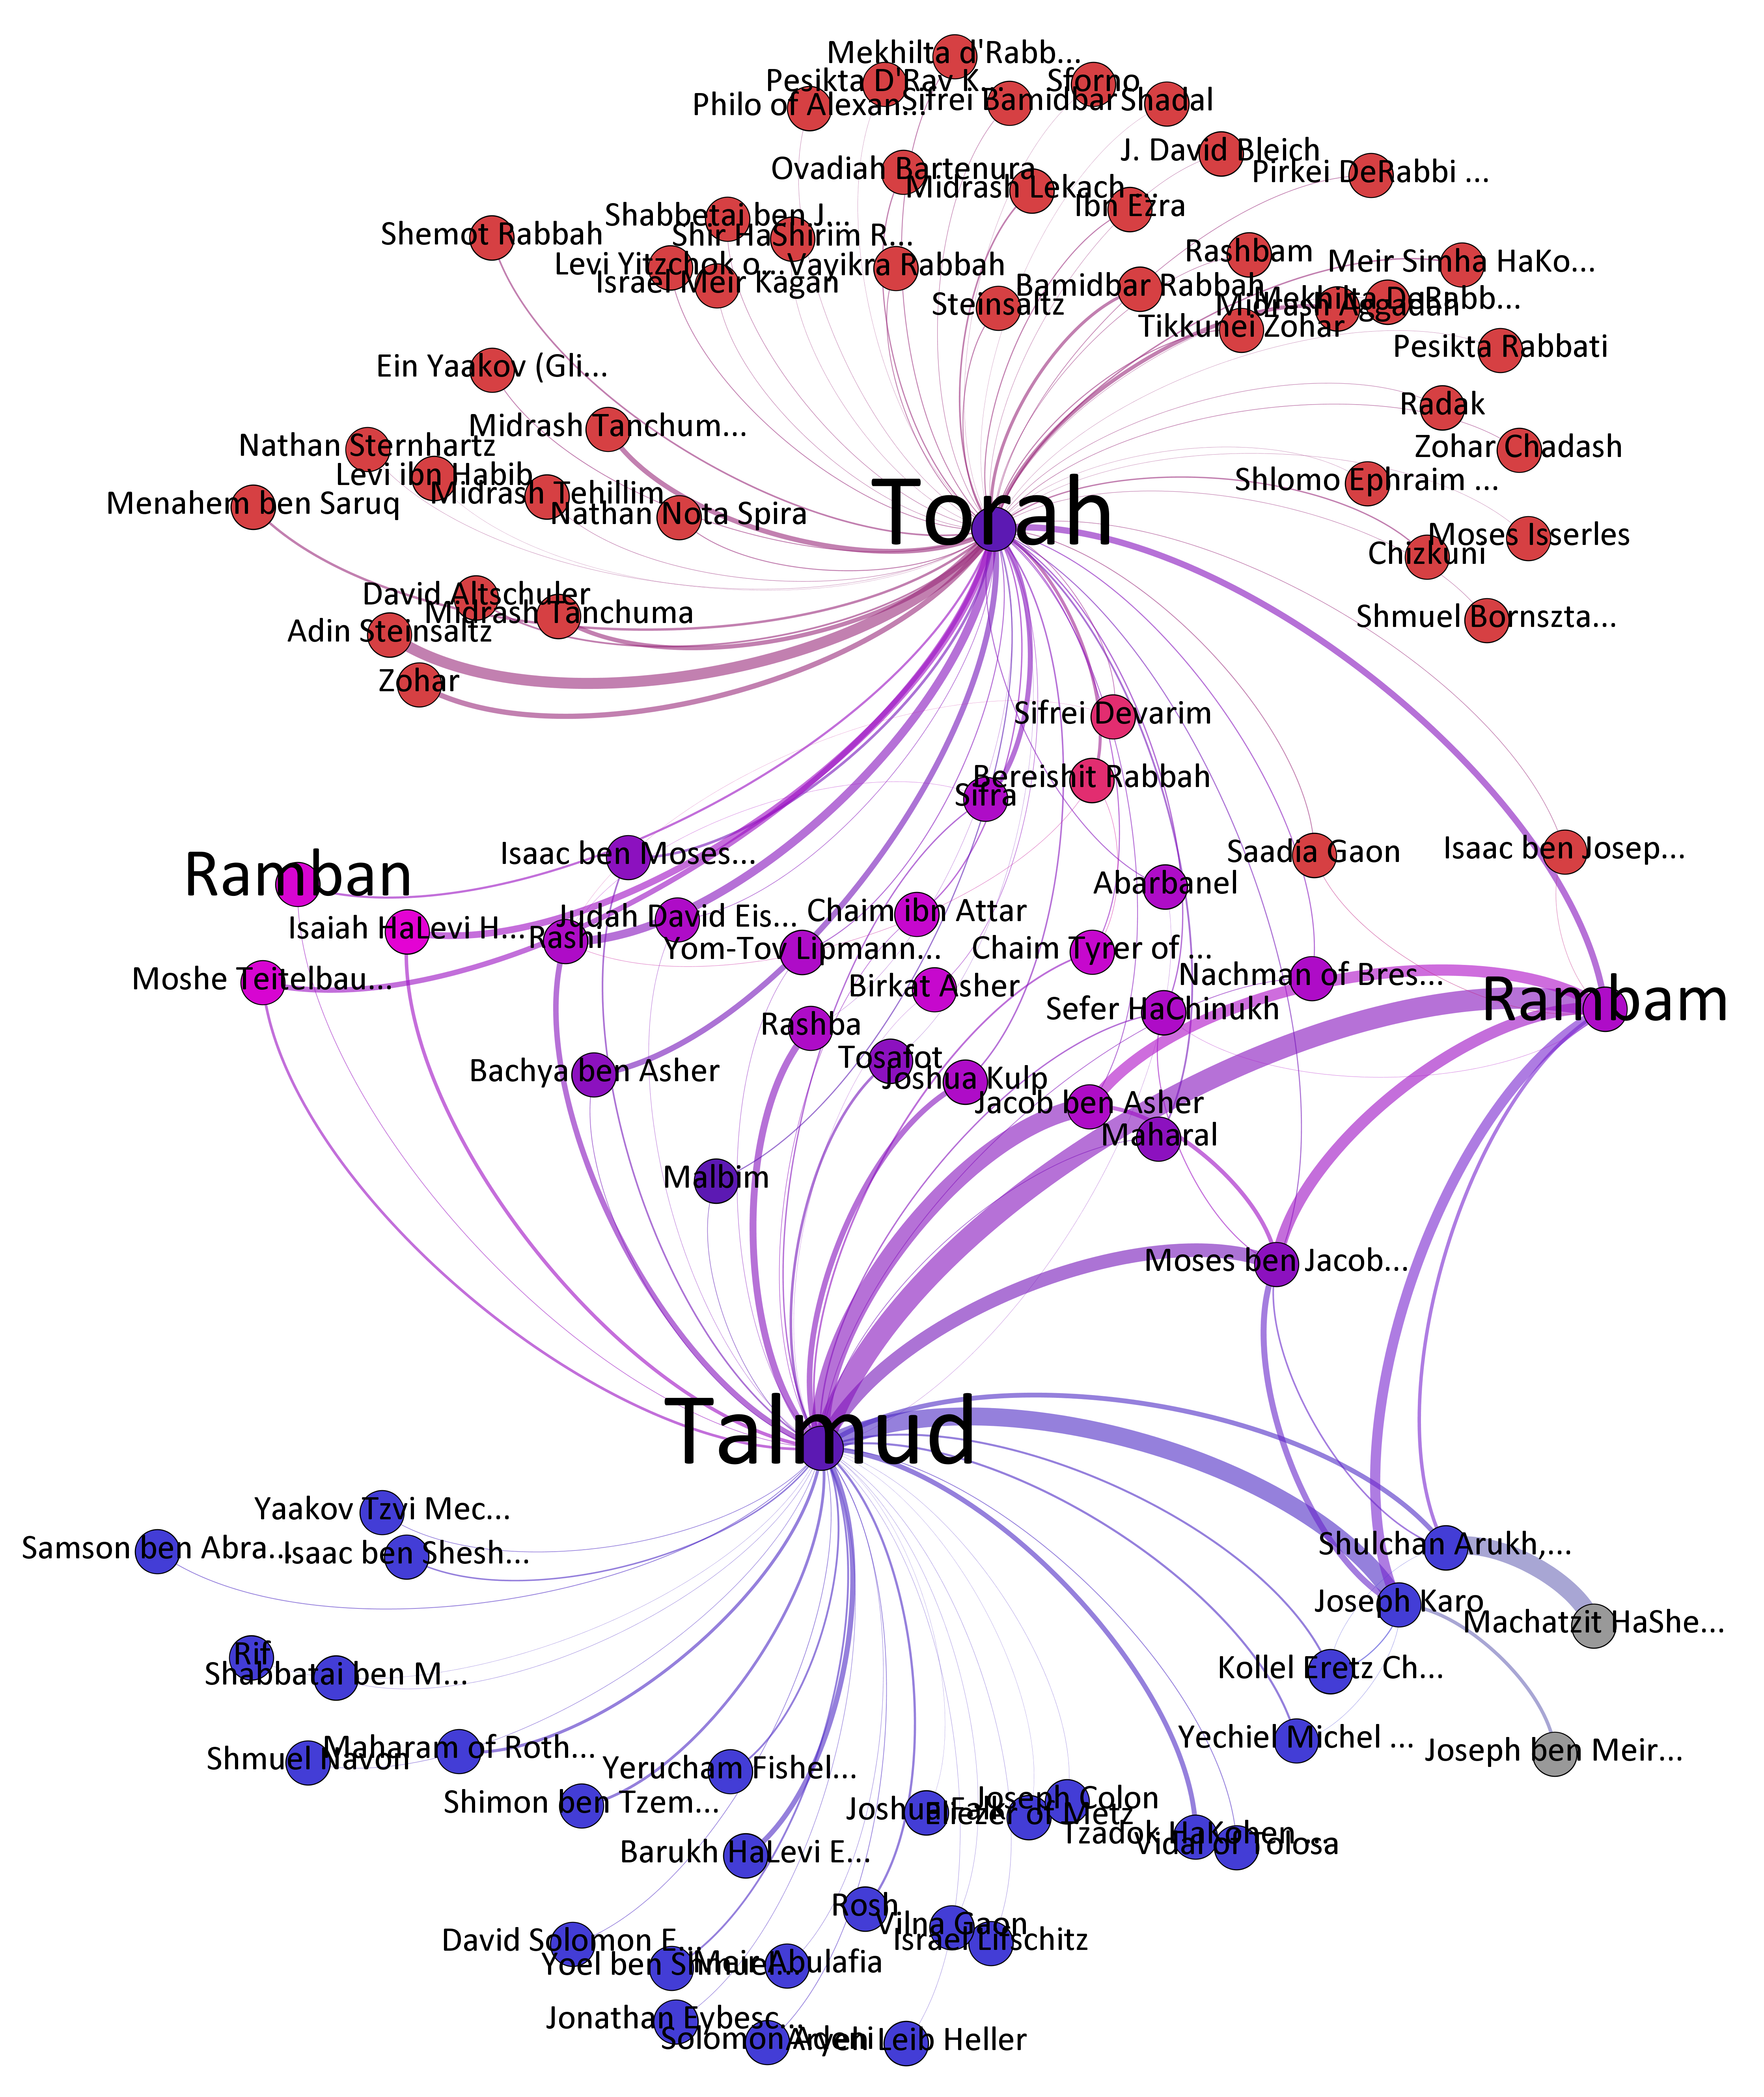 Mekhilta d'Rabb...
Pesikta D'Rav K...
Sforno
Philo of Alexan...
Sifrei Bamidbar
Shadal
J. David Bleich
Ovadiah Bartenura
Pirkei DeRabbi ...
Midrash Lekach ...
Ibn Ezra
Shabbetai ben J...
Shemot Rabbah
Shir HaShirim R...
Rashbam
Levi Yitzchok o...
Vayikra Rabbah
Meir Simha HaKo...
Israel Meir Kagan
Bamidbar Rabbah
Steinsaltz
Mekhilta DeRabb...
Midrash Aggadah
Tikkunei Zohar
Pesikta Rabbati
Ein Yaakov (Gli...
Radak
Midrash Tanchum...
Nathan Sternhartz
Zohar Chadash
Levi ibn Habib
Shlomo Ephraim ...
Midrash Tehillim
Menahem ben Saruq
Nathan Nota Spira
Torah
Moses Isserles
Chizkuni
David Altschuler
Midrash Tanchuma
Shmuel Bornszta...
Adin Steinsaltz
Zohar
Sifrei Devarim
Bereishit Rabbah
Sifra
Isaac ben Moses...
Saadia Gaon
Isaac ben Josep...
Ramban
Abarbanel
Judah David Eis...
Chaim ibn Attar
Isaiah HaLevi H...
Rashi
Yom-Tov Lipmann...
Chaim Tyrer of ...
Moshe Teitelbau...
Nachman of Bres...
Birkat Asher
Sefer HaChinukh
Rambam
Rashba
Tosafot
Bachya ben Asher
Joshua Kulp
Jacob ben Asher
Maharal
Malbim
Moses ben Jacob...
Talmud
Yaakov Tzvi Mec...
Samson ben Abra...
Isaac ben Shesh...
Shulchan Arukh,...
Joseph Karo
Machatzit HaShe...
Rif
Shabbatai ben M...
Kollel Eretz Ch...
Yechiel Michel ...
Maharam of Roth...
Shmuel Navon
Joseph ben Meir...
Yerucham Fishel...
Shimon ben Tzem...
Joseph Colon
Joshua Falk
Eliezer of Metz
Tzadok HaKohen ...
Vidal of Tolosa
Barukh HaLevi E...
Rosh
Vilna Gaon
David Solomon E...
Israel Lifschitz
Yoel ben Shmuel...
Meir Abulafia
Jonathan Eybesc...
Solomon Adeni
Aryeh Leib Heller